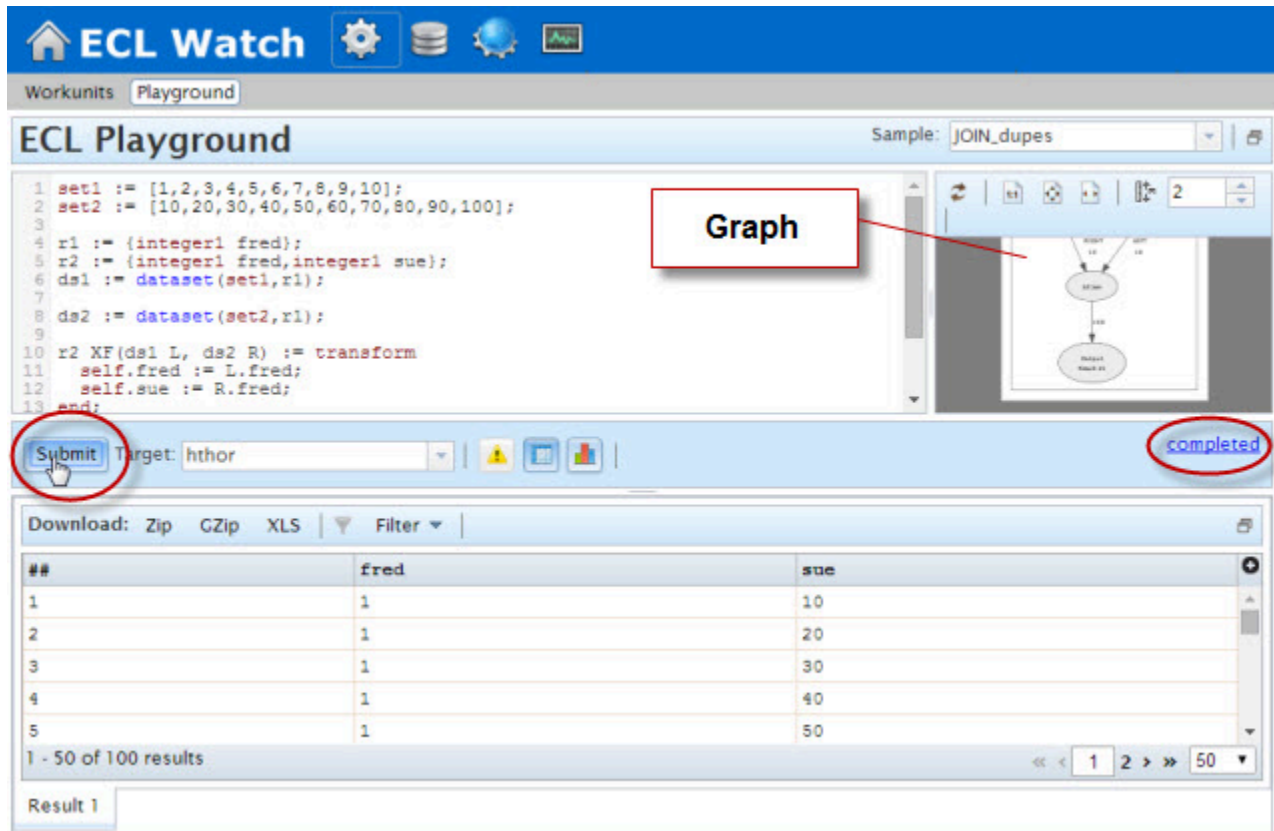 ECL Watch
Workunits Playground
ECL Playground
Sample: JOIN_dupes
1 set1 := [1,2,3,4,5,6,7,8,9,10];
2 set2 := [10,20,30,40,50,60,70,80,90,100];
3
4 r1 := {integer1 fred};
5 r2 := {integer1 fred,integer1 sue};
6 ds1 := dataset(set1,r1);
7
8 ds2 := dataset(set2,r1);
9
10 r2 XF(ds1 L, ds2 R) := transform
11 self.fred := L.fred;
12 self.sue := R.fred;
13 end;
2
Graph
Submit Target: hthor
completed
Download: Zip GZip XLS Filter
## fred sue
1 1 10
2 1 20
3 1 30
4 1 40
5 1 50
1 - 50 of 100 results « < 1 2 > » 50
Result 1